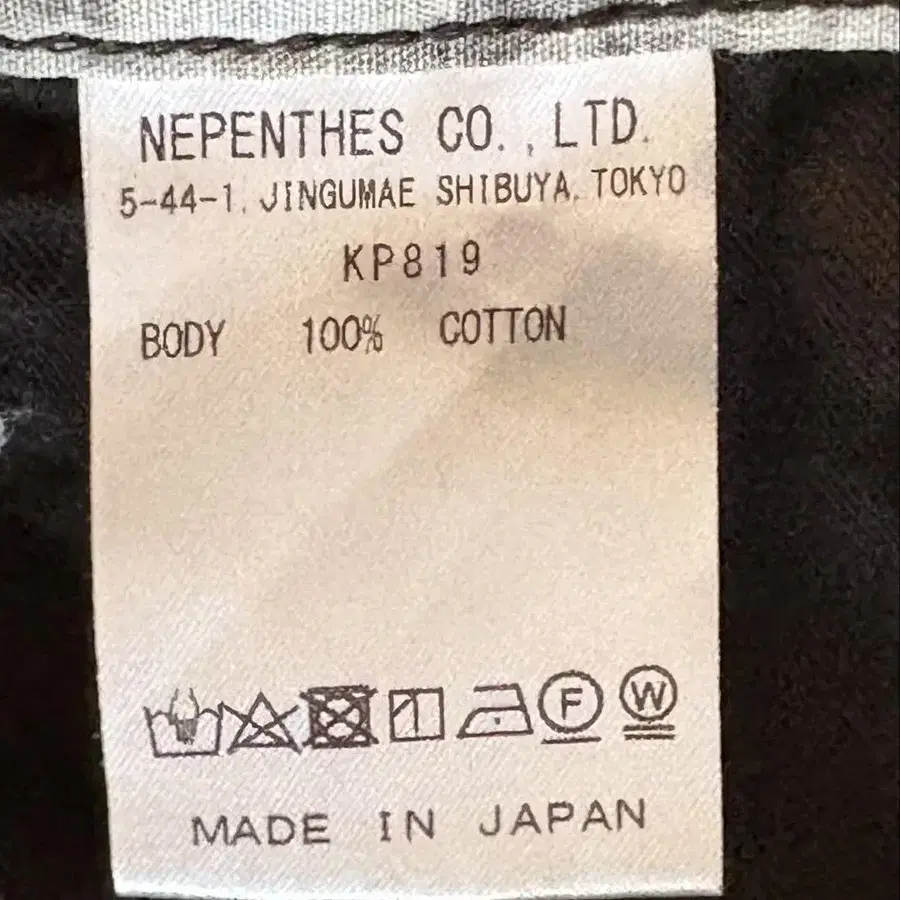 NEPENTHES CO., LTD.
5-44-1, JINGUMAE SHIBUYA, TOKYO
KP819
BODY 100% COTTON
F W
MADE IN JAPAN